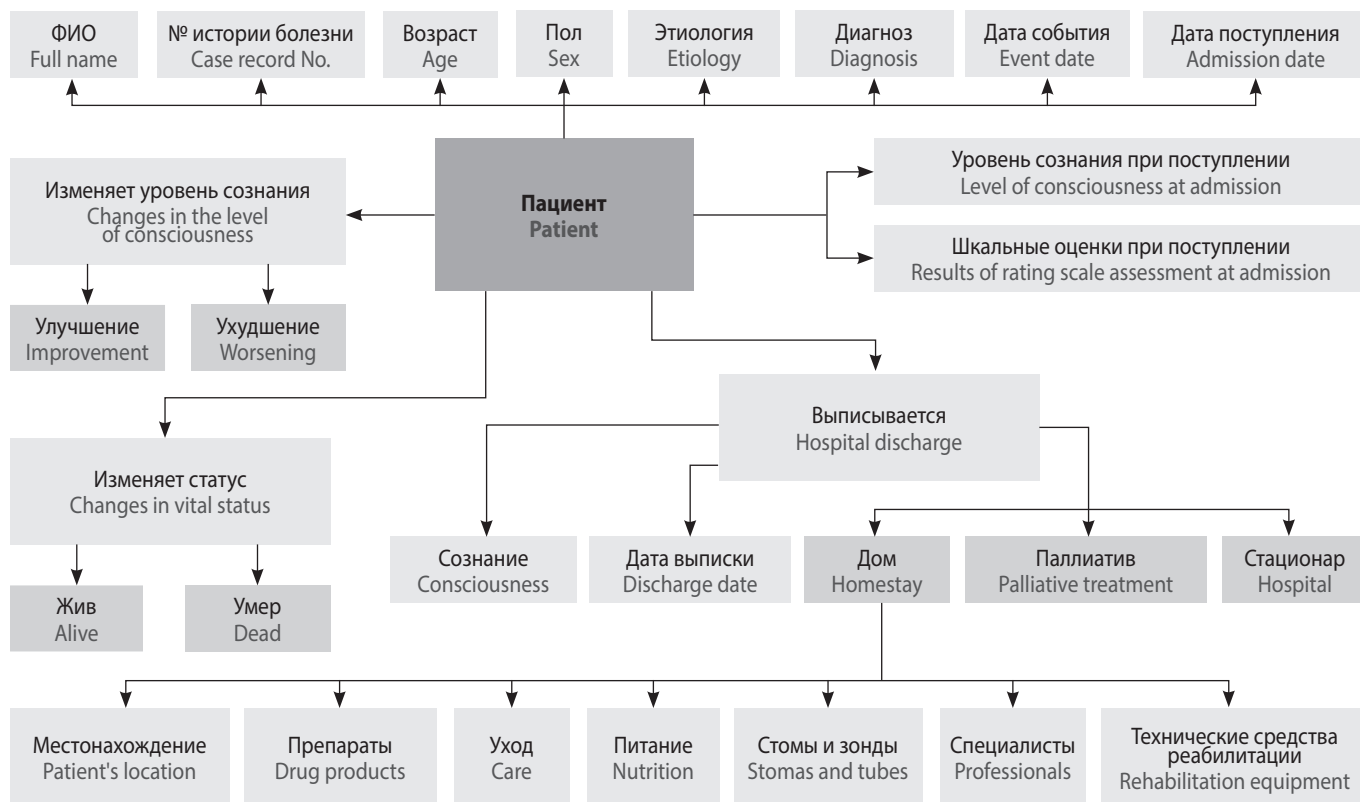 ФИО
Full name
№ истории болезни
Case record No.
Возраст
Age
Пол
Sex
Этиология
Etiology
Диагноз
Diagnosis
Дата события
Event date
Дата поступления
Admission date
Изменяет уровень сознания
Changes in the level
of consciousness
Пациент
Patient
Уровень сознания при поступлении
Level of consciousness at admission
Шкальные оценки при поступлении
Results of rating scale assessment at admission
Улучшение
Improvement
Ухудшение
Worsening
Выписывается
Hospital discharge
Изменяет статус
Changes in vital status
Сознание
Consciousness
Дата выписки
Discharge date
Дом
Homestay
Паллиатив
Palliative treatment
Стационар
Hospital
Жив
Alive
Умер
Dead
Местонахождение
Patient's location
Препараты
Drug products
Уход
Care
Питание
Nutrition
Стомы и зонды
Stomas and tubes
Специалисты
Professionals
Технические средства
реабилитации
Rehabilitation equipment